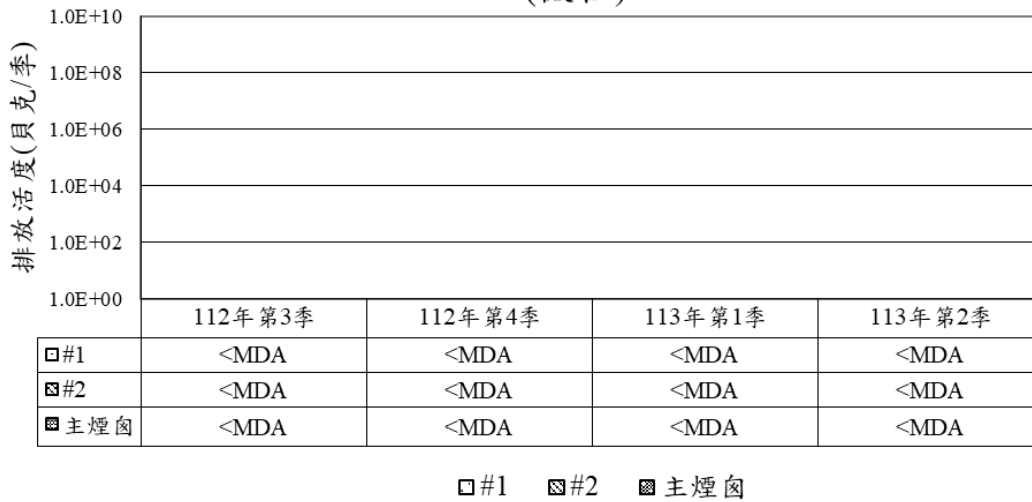 1.0E+10
1.0E+08
1.0E+06
1.0E+04
1.0E+02
1.0E+00
排放活度(貝克/季)
112年第3季 112年第4季 113年第1季 113年第2季
#1 <MDA <MDA <MDA <MDA
#2 <MDA <MDA <MDA <MDA
主煙囪 <MDA <MDA <MDA <MDA
#1 #2 主煙囪